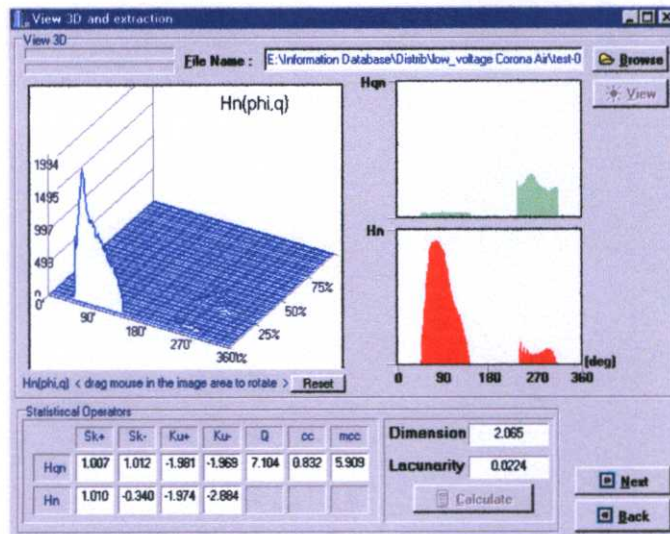 View 3D and extraction
View 3D
File Name : E:\Information Database\Distrib\low_voltage Corona Air\test-0
Browse
View
Hn(phi,q)
1994
1495
997
498
0
0'
90'
180'
270'
360'
1%
25%
50%
75%
Hqn
Hn
[deg]
0 90 180 270 360
Hn(phi,q) < drag mouse in the image area to rotate > Reset
Statistiscal Operators
Sk+ Sk- Ku+ Ku- Q cc mcc
Hqn 1.007 1.012 -1.981 -1.969 7.104 0.832 5.909
Hn 1.010 -0.340 -1.974 -2.884
Dimension 2.065
Lacunarity 0.0224
Calculate
Next
Back